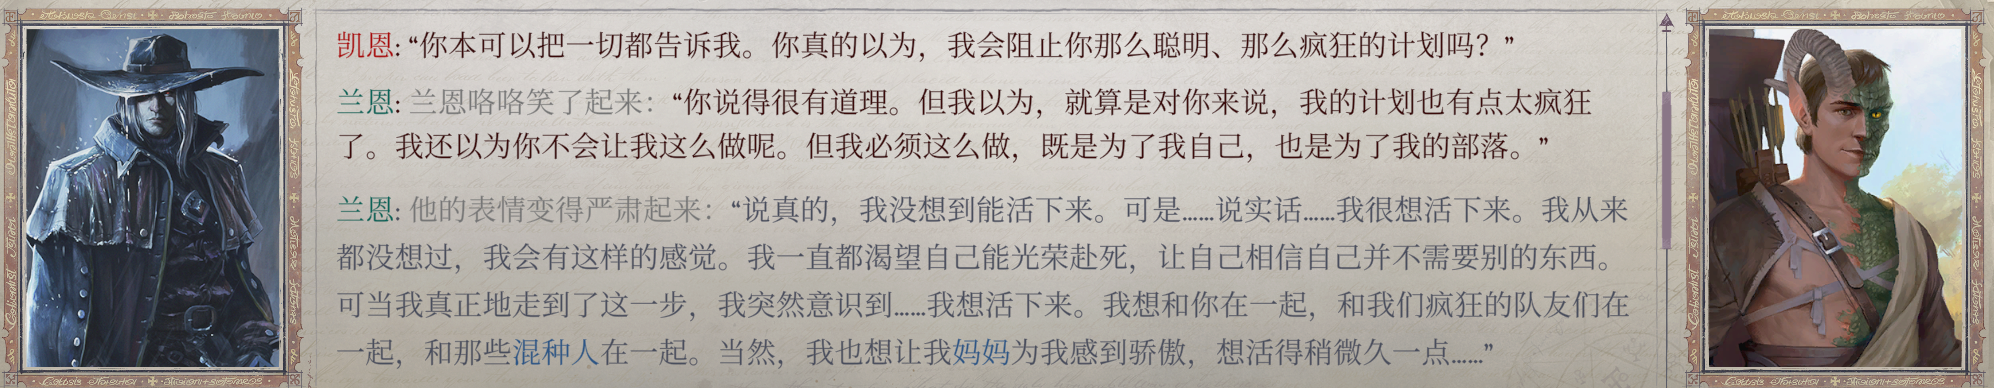 凯恩: “你本可以把一切都告诉我。你真的以为，我会阻止你那么聪明、那么疯狂的计划吗？”
兰恩: 兰恩咯咯笑了起来：“你说得很有道理。但我以为，就算是对你来说，我的计划也有点太疯狂
了。我还以为你不会让我这么做呢。但我必须这么做，既是为了我自己，也是为了我的部落。”
兰恩: 他的表情变得严肃起来：“说真的，我没想到能活下来。可是……说实话……我很想活下来。我从来
都没想过，我会有这样的感觉。我一直都渴望自己能光荣赴死，让自己相信自己并不需要别的东西。
可当我真正地走到了这一步，我突然意识到……我想活下来。我想和你在一起，和我们疯狂的队友们在
一起，和那些混种人在一起。当然，我也想让我妈妈为我感到骄傲，想活得稍微久一点……”